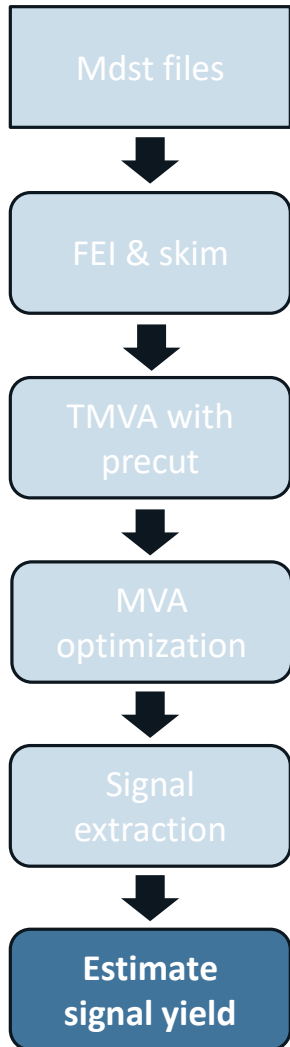 Mdst files
FEI & skim
TMVA with
precut
MVA
optimization
Signal
extraction
Estimate
signal yield